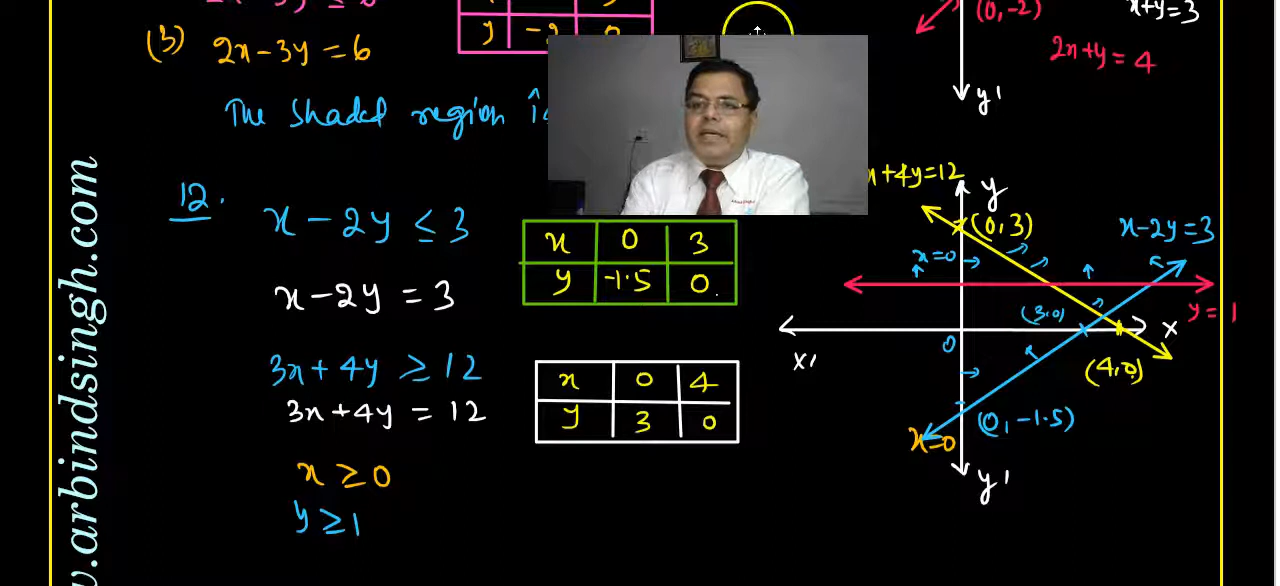 (3) 2x-3y=6
The shaded region
y -2 0
(0,-2)
x+y=3
2x+y=4
y'
12. x-2y ≤ 3
x-2y = 3
3x+4y ≥ 12
3x+4y = 12
x ≥ 0
y ≥ 1
x 0 3
y -1.5 0
x 0 4
y 3 0
x+4y=12
y
(0,3)
x-2y=3
x=0
y=1
(3,0)
x
x'
0
(4,0)
(0,-1.5)
x=0
y'
w.arbindsingh.com